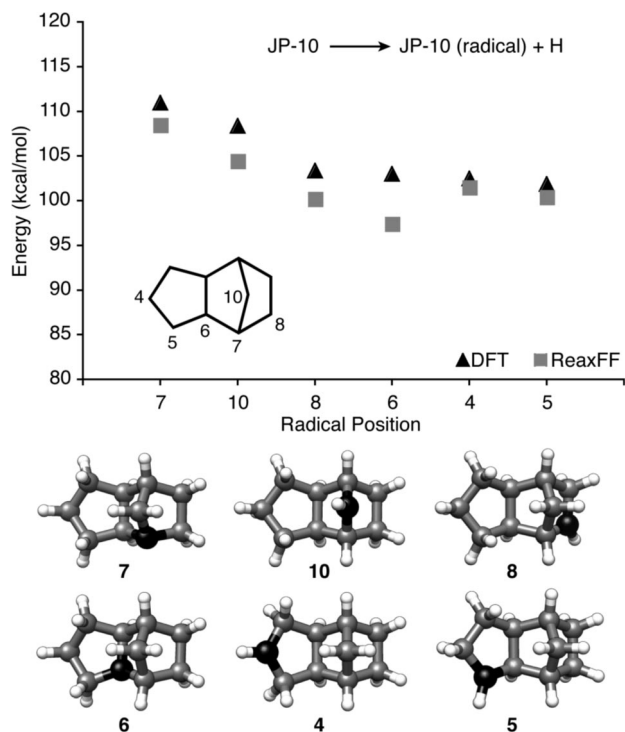 JP-10 ⟶ JP-10 (radical) + H
Energy (kcal/mol)
120
115
110
105
100
95
90
85
80
4
5
6
7
8
10
▲DFT ■ReaxFF
7 10 8 6 4 5
Radical Position
7 10 8
6 4 5